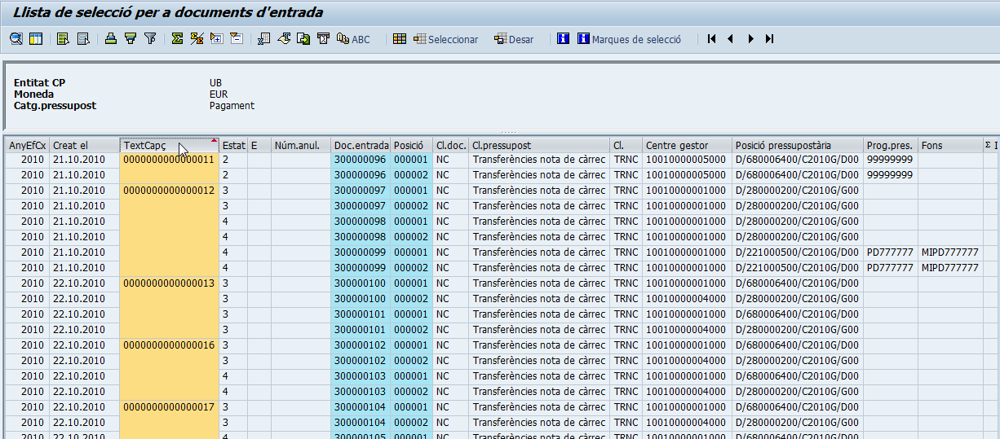 Llista de selecció per a documents d'entrada
ABC Seleccionar Desar Marques de selecció
Entitat CP UB
Moneda EUR
Catg.pressupost Pagament
AnyEfCx Creat el TextCapç Estat E Núm.anul. Doc.entrada Posició Cl.doc. Cl.pressupost Cl. Centre gestor Posició pressupostària Prog.pres. Fons Σ I
2010 21.10.2010 0000000000000011 2 300000096 000001 NC Transferències nota de càrrec TRNC 10010000005000 D/680006400/C2010G/D00 99999999
2010 21.10.2010 2 300000096 000002 NC Transferències nota de càrrec TRNC 10010000005000 D/680006400/C2010G/D00 99999999
2010 21.10.2010 0000000000000012 3 300000097 000001 NC Transferències nota de càrrec TRNC 10010000001000 D/280000200/C2010G/G00
2010 21.10.2010 3 300000097 000002 NC Transferències nota de càrrec TRNC 10010000001000 D/280000200/C2010G/G00
2010 21.10.2010 4 300000098 000001 NC Transferències nota de càrrec TRNC 10010000001000 D/280000200/C2010G/G00
2010 21.10.2010 4 300000098 000002 NC Transferències nota de càrrec TRNC 10010000001000 D/280000200/C2010G/G00
2010 21.10.2010 4 300000099 000001 NC Transferències nota de càrrec TRNC 10010000001000 D/221000500/C2010G/D00 PD777777 MIPD777777
2010 21.10.2010 4 300000099 000002 NC Transferències nota de càrrec TRNC 10010000001000 D/221000500/C2010G/D00 PD777777 MIPD777777
2010 22.10.2010 0000000000000013 3 300000100 000001 NC Transferències nota de càrrec TRNC 10010000001000 D/680006400/C2010G/D00
2010 22.10.2010 3 300000100 000002 NC Transferències nota de càrrec TRNC 10010000004000 D/280000200/C2010G/G00
2010 22.10.2010 3 300000101 000001 NC Transferències nota de càrrec TRNC 10010000001000 D/680006400/C2010G/D00
2010 22.10.2010 3 300000101 000002 NC Transferències nota de càrrec TRNC 10010000004000 D/280000200/C2010G/G00
2010 22.10.2010 0000000000000016 3 300000102 000001 NC Transferències nota de càrrec TRNC 10010000001000 D/680006400/C2010G/D00
2010 22.10.2010 3 300000102 000002 NC Transferències nota de càrrec TRNC 10010000004000 D/280000200/C2010G/G00
2010 22.10.2010 4 300000103 000001 NC Transferències nota de càrrec TRNC 10010000001000 D/680006400/C2010G/D00
2010 22.10.2010 4 300000103 000002 NC Transferències nota de càrrec TRNC 10010000004000 D/280000200/C2010G/G00
2010 22.10.2010 0000000000000017 3 300000104 000001 NC Transferències nota de càrrec TRNC 10010000001000 D/680006400/C2010G/D00
2010 22.10.2010 3 300000104 000002 NC Transferències nota de càrrec TRNC 10010000004000 D/280000200/C2010G/G00
2010 22.10.2010 4 300000105 000001 NC Transferències nota de càrrec TRNC 10010000001000 D/680006400/C2010G/D00